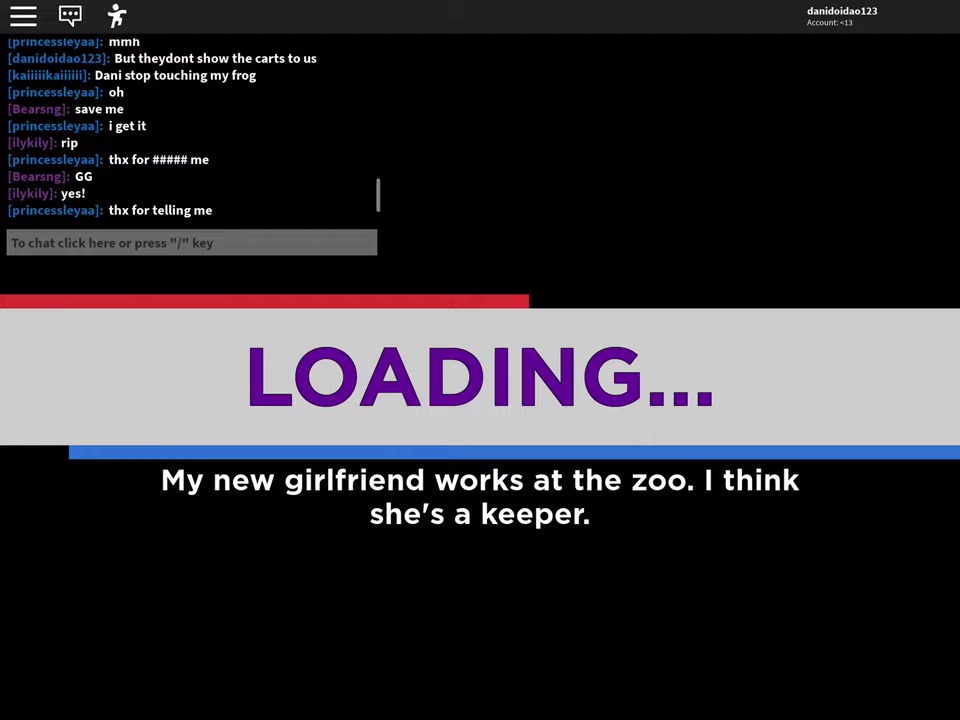 danidoidao123
Account: <13
[princessleyaa]: mmh
[danidoidao123]: But theydont show the carts to us
[kaiiiiikaiiiiii]: Dani stop touching my frog
[princessleyaa]: oh
[Bearsng]: save me
[princessleyaa]: i get it
[ilykily]: rip
[princessleyaa]: thx for ##### me
[Bearsng]: GG
[ilykily]: yes!
[princessleyaa]: thx for telling me
To chat click here or press "/" key
LOADING...
My new girlfriend works at the zoo. I think
she's a keeper.